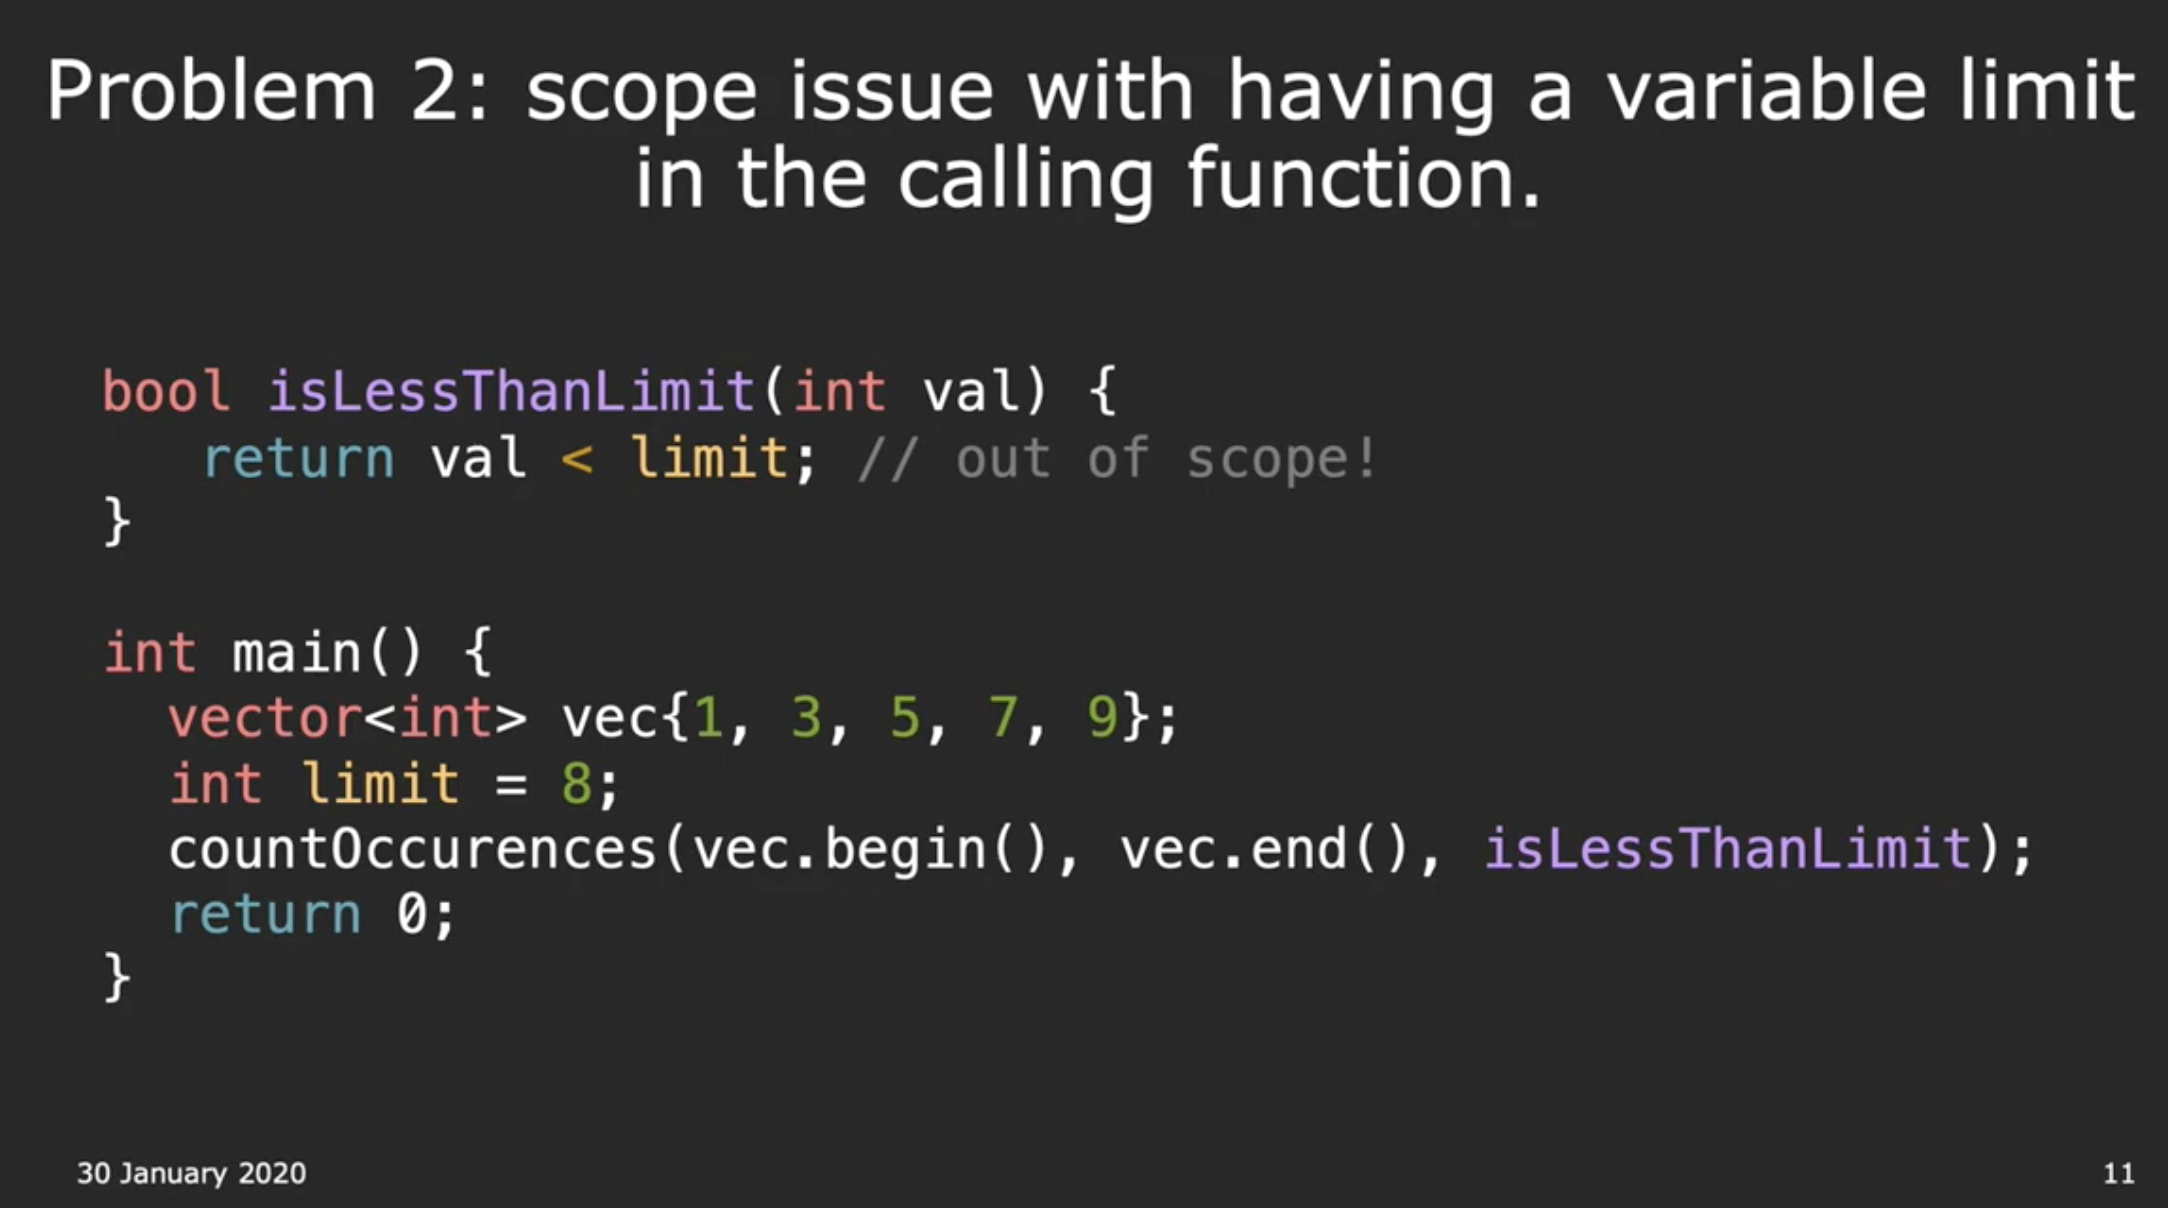 Problem 2: scope issue with having a variable limit
in the calling function.
bool isLessThanLimit(int val) {
   return val < limit; // out of scope!
}
int main() {
  vector<int> vec{1, 3, 5, 7, 9};
  int limit = 8;
  countOccurences(vec.begin(), vec.end(), isLessThanLimit);
  return 0;
}
30 January 2020
11